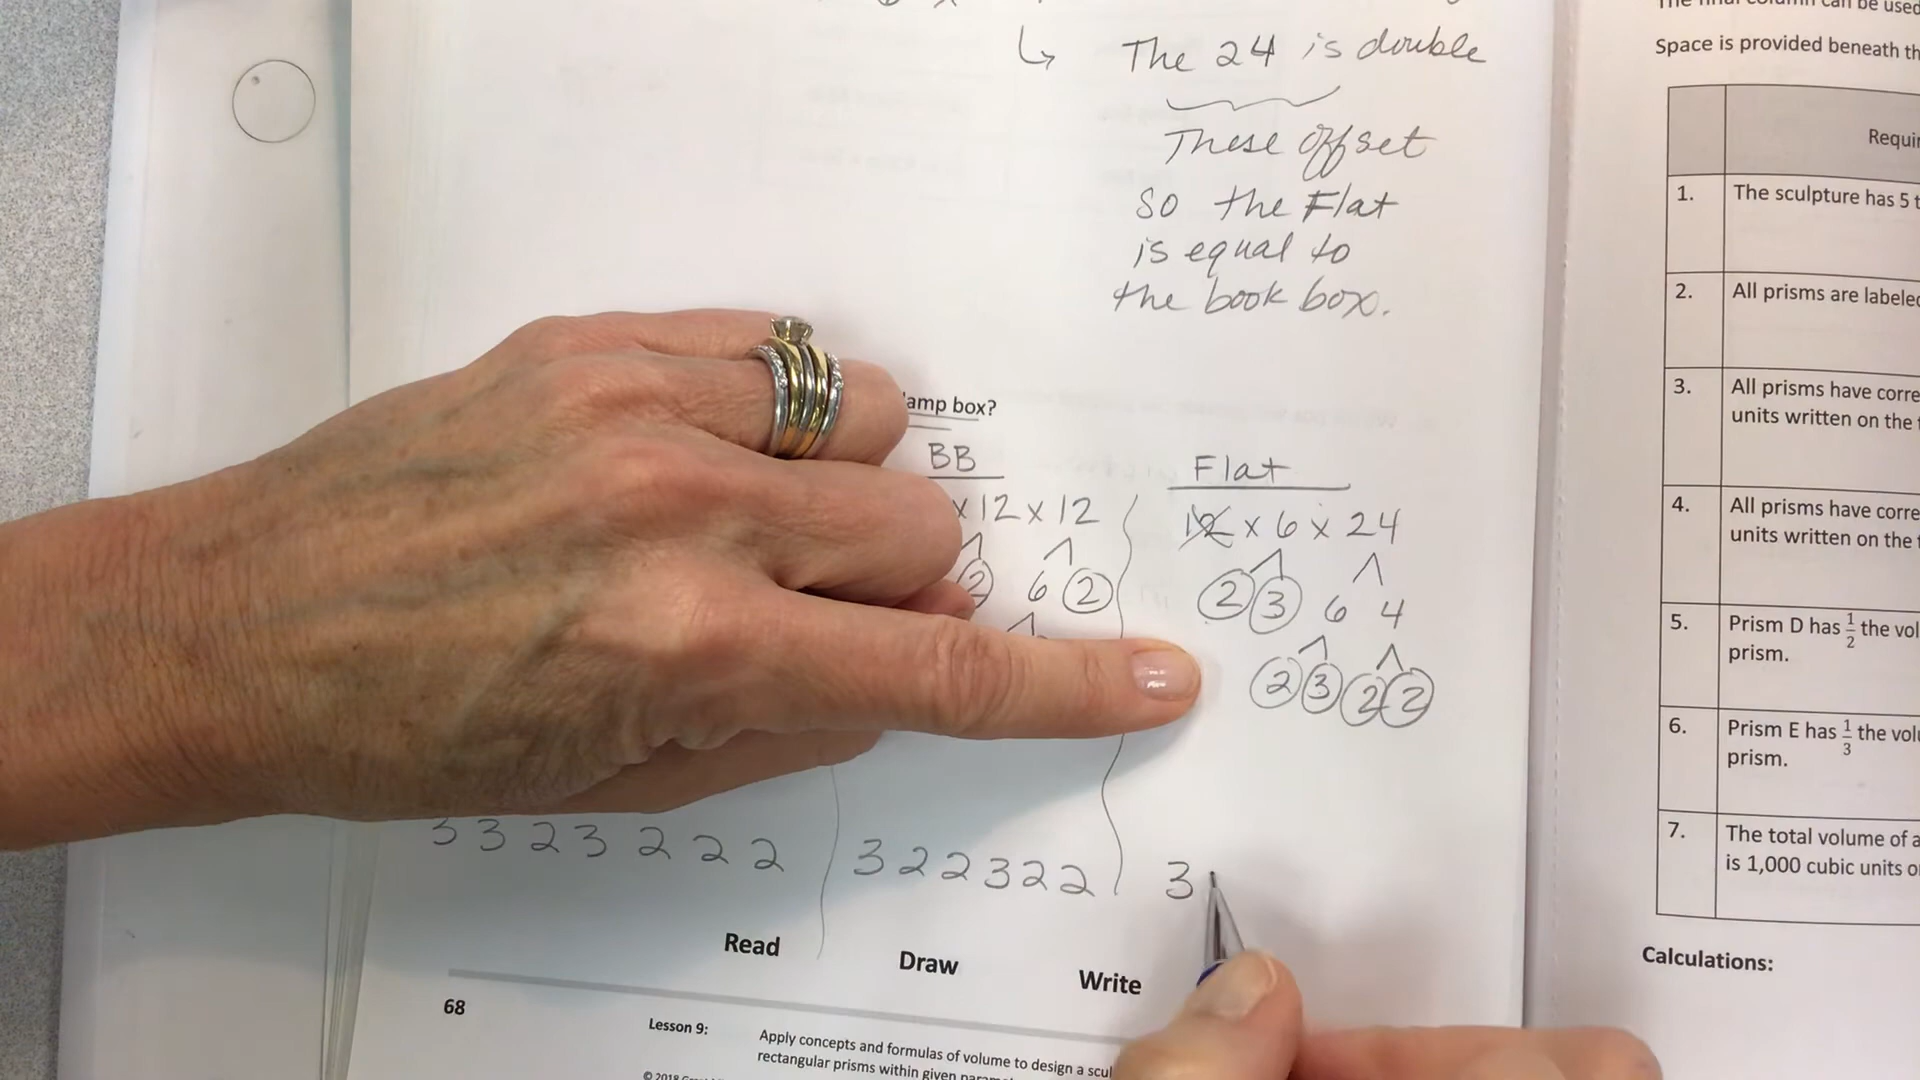 ↳ The 24 is double
These offset
so the Flat
is equal to
the book box.
amp box?
BB
x 12 x 12
2 6 2
Flat
12 x 6 x 24
2 3 6 4
2 3 2 2
3 3 2 3 2 2 2
3 2 2 3 2 2
3
Read
Draw
Write
68
Lesson 9:
Apply concepts and formulas of volume to design a scul
rectangular prisms within given param
© 2018
The final column can be used
Space is provided beneath th
Requir
1. The sculpture has 5 t
2. All prisms are labeled
3. All prisms have corre
units written on the
4. All prisms have corre
units written on the
5. Prism D has 1/2 the vol
prism.
6. Prism E has 1/3 the vol
prism.
7. The total volume of a
is 1,000 cubic units o
Calculations: